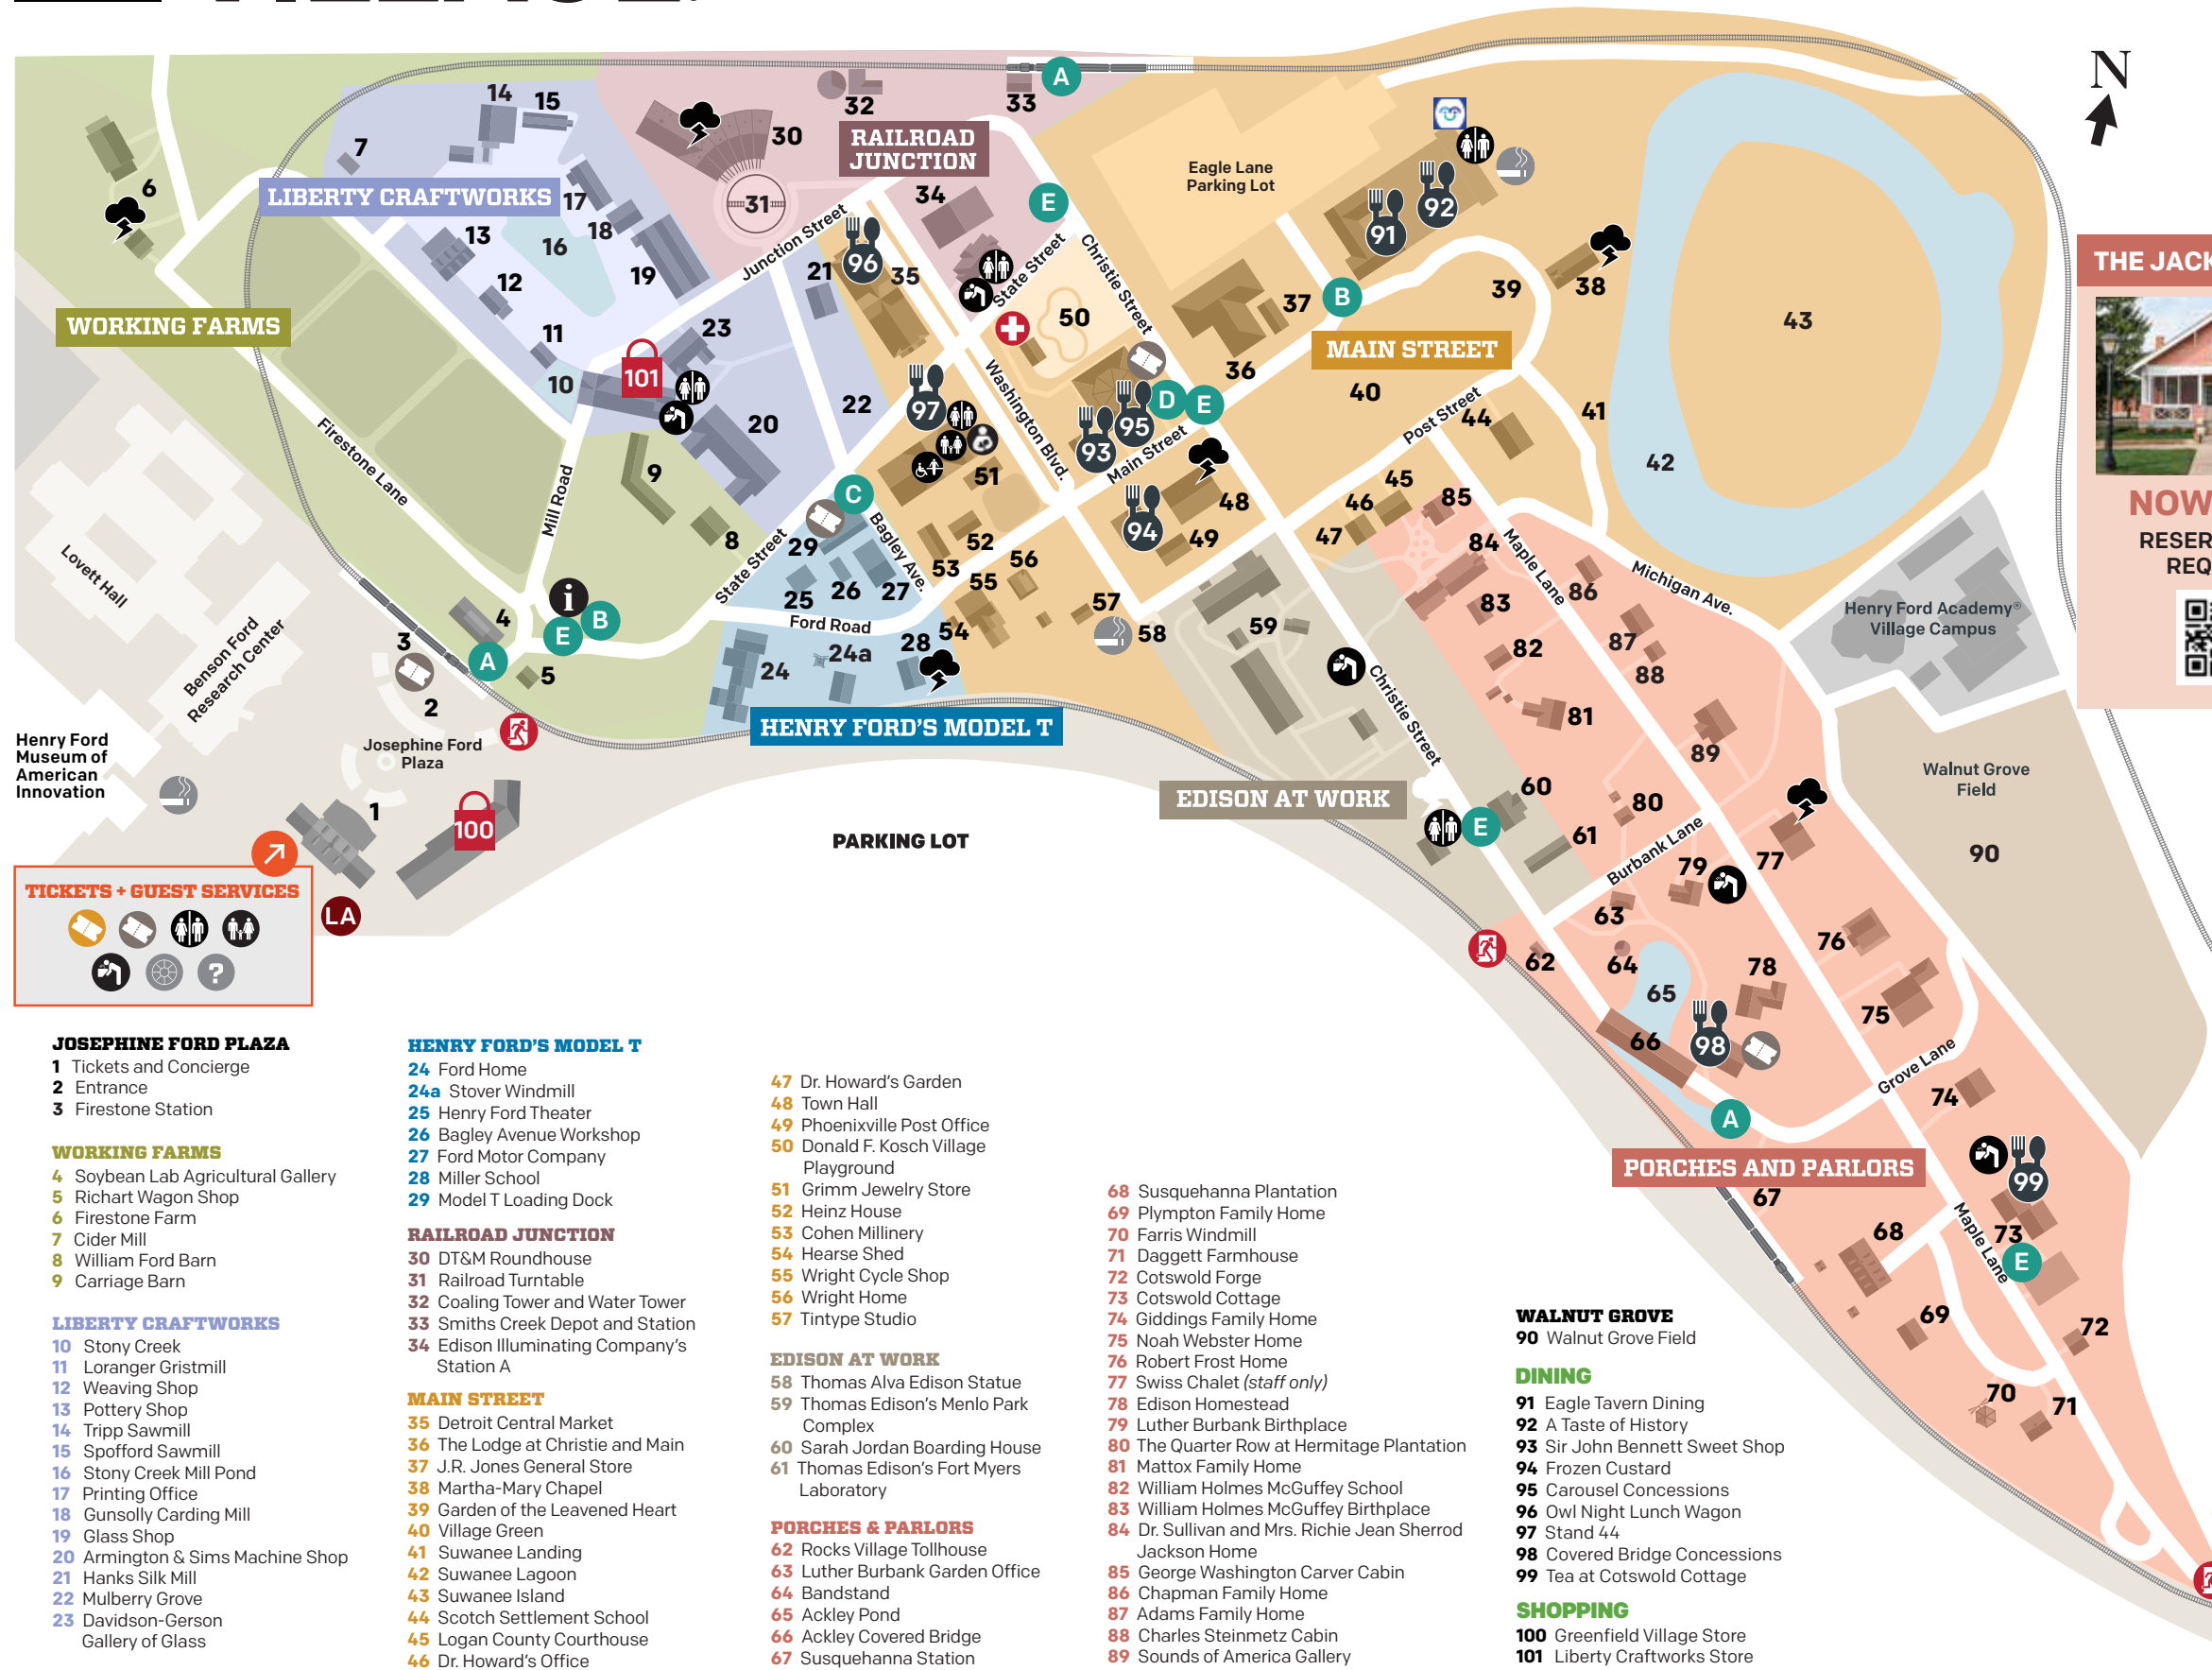 N
A
14
15
32
33
30
RAILROAD
JUNCTION
7
6
LIBERTY CRAFTWORKS
17
31
34
E
Eagle Lane
Parking Lot
92
91
13
16
18
12
19
Junction Street
21
96
35
State Street
Christie Street
50
37
B
39
38
43
THE JACK
WORKING FARMS
11
23
10
101
MAIN STREET
36
40
Washington Blvd.
22
97
20
D
E
95
93
Main Street
Post Street
44
41
42
Firestone Lane
Mill Road
9
8
51
C
Bagley Ave.
29
State Street
48
94
49
45
46
47
85
84
NOW
RESER
REQ
Lovett Hall
Benson Ford
Research Center
52
53
56
55
25
26
27
Ford Road
28
54
57
58
59
Maple Lane
86
Michigan Ave.
83
82
87
88
Henry Ford Academy®
Village Campus
i
B
E
4
3
A
5
2
24
24a
HENRY FORD'S MODEL T
81
89
Christie Street
Henry Ford
Museum of
American
Innovation
Josephine Ford
Plaza
1
100
PARKING LOT
EDISON AT WORK
60
E
61
80
Burbank Lane
79
77
Walnut Grove
Field
90
TICKETS + GUEST SERVICES
?
LA
63
62
64
65
78
76
75
66
98
Grove Lane
74
A
PORCHES AND PARLORS
99
67
68
Maple Lane
73
E
69
72
70
71
JOSEPHINE FORD PLAZA
1 Tickets and Concierge
2 Entrance
3 Firestone Station
WORKING FARMS
4 Soybean Lab Agricultural Gallery
5 Richart Wagon Shop
6 Firestone Farm
7 Cider Mill
8 William Ford Barn
9 Carriage Barn
LIBERTY CRAFTWORKS
10 Stony Creek
11 Loranger Gristmill
12 Weaving Shop
13 Pottery Shop
14 Tripp Sawmill
15 Spofford Sawmill
16 Stony Creek Mill Pond
17 Printing Office
18 Gunsolly Carding Mill
19 Glass Shop
20 Armington & Sims Machine Shop
21 Hanks Silk Mill
22 Mulberry Grove
23 Davidson-Gerson
Gallery of Glass
HENRY FORD'S MODEL T
24 Ford Home
24a Stover Windmill
25 Henry Ford Theater
26 Bagley Avenue Workshop
27 Ford Motor Company
28 Miller School
29 Model T Loading Dock
RAILROAD JUNCTION
30 DT&M Roundhouse
31 Railroad Turntable
32 Coaling Tower and Water Tower
33 Smiths Creek Depot and Station
34 Edison Illuminating Company's
Station A
MAIN STREET
35 Detroit Central Market
36 The Lodge at Christie and Main
37 J.R. Jones General Store
38 Martha-Mary Chapel
39 Garden of the Leavened Heart
40 Village Green
41 Suwanee Landing
42 Suwanee Lagoon
43 Suwanee Island
44 Scotch Settlement School
45 Logan County Courthouse
46 Dr. Howard's Office
47 Dr. Howard's Garden
48 Town Hall
49 Phoenixville Post Office
50 Donald F. Kosch Village
Playground
51 Grimm Jewelry Store
52 Heinz House
53 Cohen Millinery
54 Hearse Shed
55 Wright Cycle Shop
56 Wright Home
57 Tintype Studio
EDISON AT WORK
58 Thomas Alva Edison Statue
59 Thomas Edison's Menlo Park
Complex
60 Sarah Jordan Boarding House
61 Thomas Edison's Fort Myers
Laboratory
PORCHES & PARLORS
62 Rocks Village Tollhouse
63 Luther Burbank Garden Office
64 Bandstand
65 Ackley Pond
66 Ackley Covered Bridge
67 Susquehanna Station
68 Susquehanna Plantation
69 Plympton Family Home
70 Farris Windmill
71 Daggett Farmhouse
72 Cotswold Forge
73 Cotswold Cottage
74 Giddings Family Home
75 Noah Webster Home
76 Robert Frost Home
77 Swiss Chalet (staff only)
78 Edison Homestead
79 Luther Burbank Birthplace
80 The Quarter Row at Hermitage Plantation
81 Mattox Family Home
82 William Holmes McGuffey School
83 William Holmes McGuffey Birthplace
84 Dr. Sullivan and Mrs. Richie Jean Sherrod
Jackson Home
85 George Washington Carver Cabin
86 Chapman Family Home
87 Adams Family Home
88 Charles Steinmetz Cabin
89 Sounds of America Gallery
WALNUT GROVE
90 Walnut Grove Field
DINING
91 Eagle Tavern Dining
92 A Taste of History
93 Sir John Bennett Sweet Shop
94 Frozen Custard
95 Carousel Concessions
96 Owl Night Lunch Wagon
97 Stand 44
98 Covered Bridge Concessions
99 Tea at Cotswold Cottage
SHOPPING
100 Greenfield Village Store
101 Liberty Craftworks Store